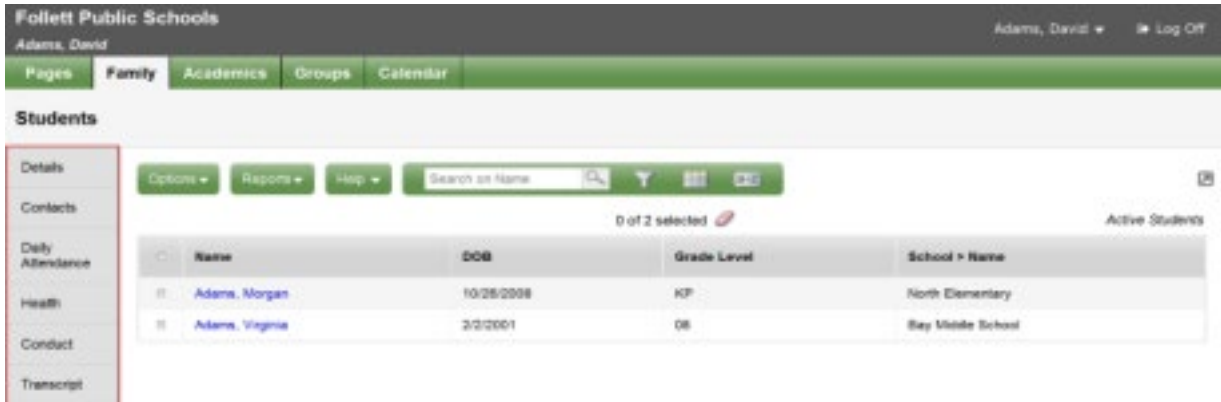 Follett Public Schools
Adams, David
Adams, David Log Off
Pages Family Academics Groups Calendar
Students
Details
Contacts
Daily
Attendance
Health
Conduct
Transcript
Options Reports Help Search on Name
0 of 2 selected Active Students
Name DOB Grade Level School > Name
Adams, Morgan 10/28/2008 KP North Elementary
Adams, Virginia 2/2/2001 08 Bay Middle School